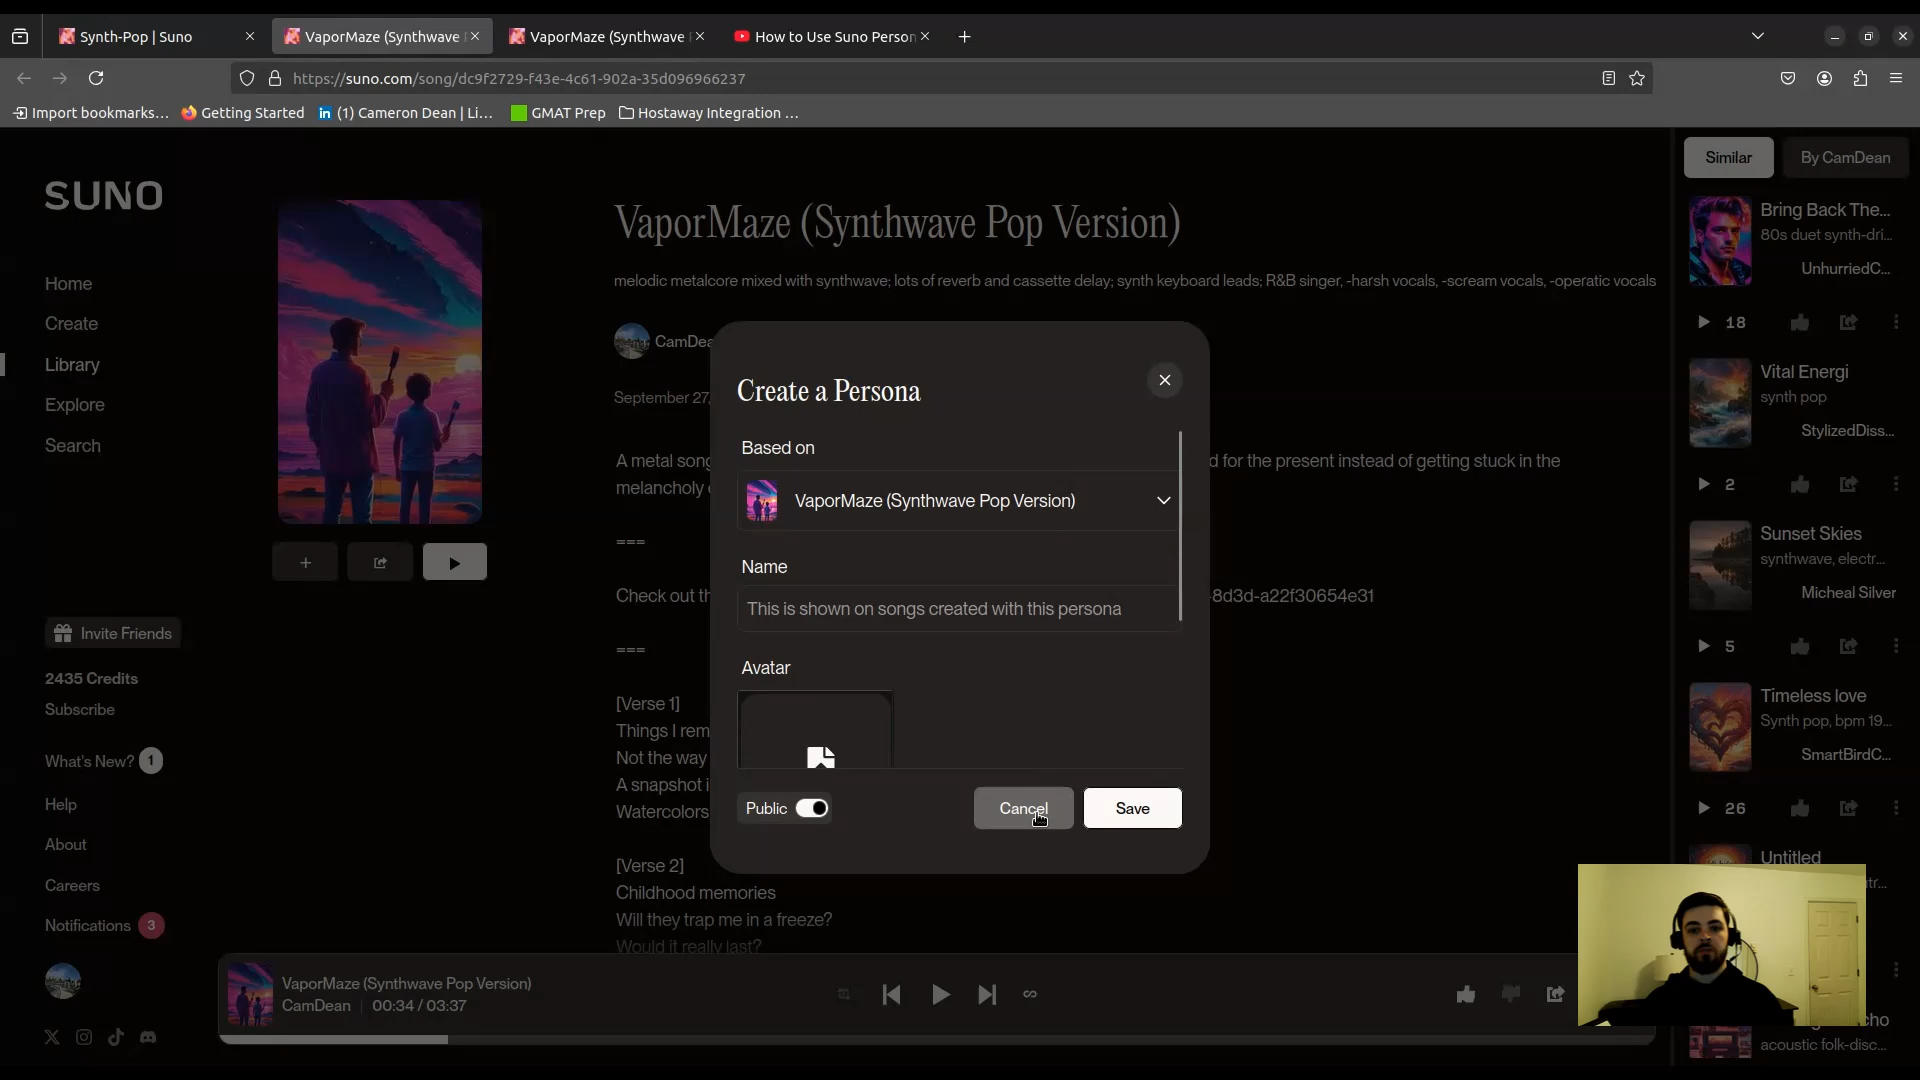 Synth-Pop | Suno
VaporMaze (Synthwave
VaporMaze (Synthwave
How to Use Suno Person
https://suno.com/song/dc9f2729-f43e-4c61-902a-35d096966237
Import bookmarks...
Getting Started
(1) Cameron Dean | Li...
GMAT Prep
Hostaway Integration ...
SUNO
Home
Create
Library
Explore
Search
Invite Friends
2435 Credits
Subscribe
What's New? 1
Help
About
Careers
Notifications 3
VaporMaze (Synthwave Pop Version)
melodic metalcore mixed with synthwave; lots of reverb and cassette delay; synth keyboard leads; R&B singer, -harsh vocals, -scream vocals, -operatic vocals
CamDea
September 27,
A metal song d for the present instead of getting stuck in the
melancholy
===
Check out th -8d3d-a22f30654e31
===
[Verse 1]
Things I rem
Not the way
A snapshot i
Watercolors
[Verse 2]
Childhood memories
Will they trap me in a freeze?
Would it really last?
Create a Persona
Based on
VaporMaze (Synthwave Pop Version)
Name
This is shown on songs created with this persona
Avatar
Public
Cancel
Save
Similar
By CamDean
Bring Back The...
80s duet synth-dri...
UnhurriedC...
18
Vital Energi
synth pop
StylizedDiss...
2
Sunset Skies
synthwave, electr...
Micheal Silver
5
Timeless love
Synth pop, bpm 19...
SmartBirdC...
26
Untitled
tr...
cho
acoustic folk-disc...
VaporMaze (Synthwave Pop Version)
CamDean | 00:34 / 03:37